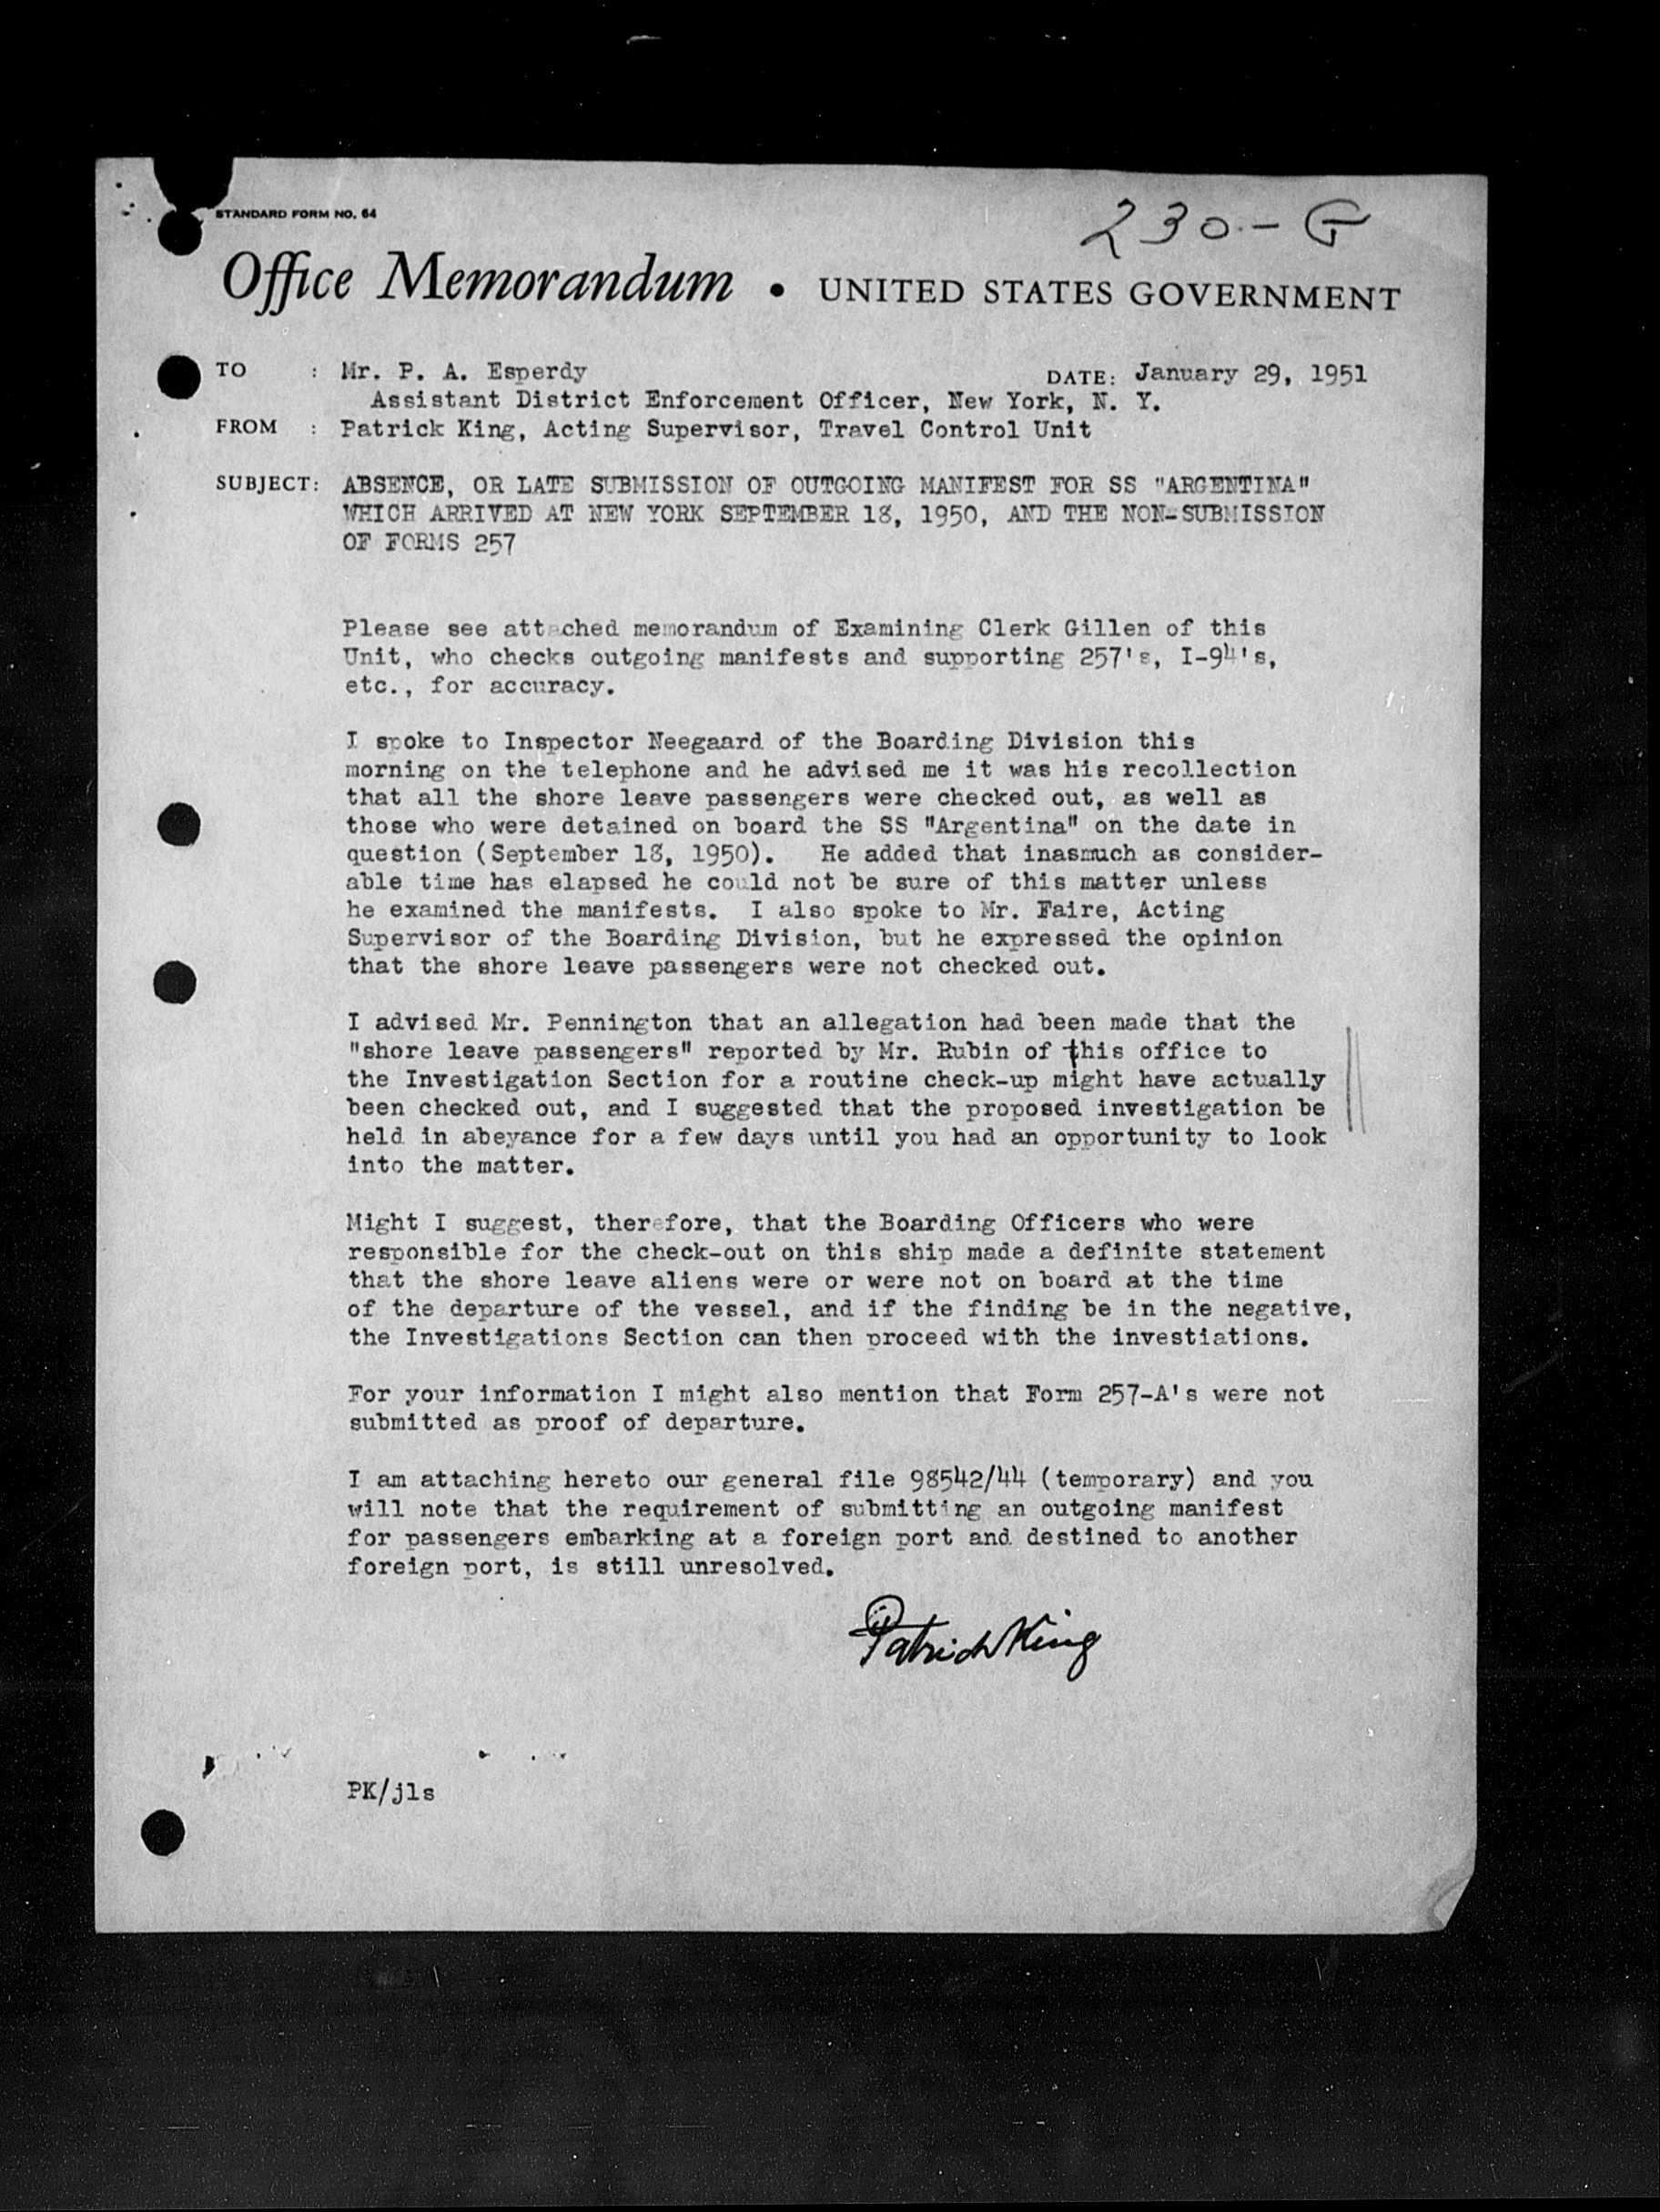 STANDARD FORM NO. 64
230-G
Office Memorandum • UNITED STATES GOVERNMENT
TO : Mr. P. A. Esperdy DATE: January 29, 1951
Assistant District Enforcement Officer, New York, N. Y.
FROM : Patrick King, Acting Supervisor, Travel Control Unit
SUBJECT: ABSENCE, OR LATE SUBMISSION OF OUTGOING MANIFEST FOR SS "ARGENTINA"
WHICH ARRIVED AT NEW YORK SEPTEMBER 18, 1950, AND THE NON-SUBMISSION
OF FORMS 257
Please see attached memorandum of Examining Clerk Gillen of this
Unit, who checks outgoing manifests and supporting 257's, I-94's,
etc., for accuracy.
I spoke to Inspector Neegaard of the Boarding Division this
morning on the telephone and he advised me it was his recollection
that all the shore leave passengers were checked out, as well as
those who were detained on board the SS "Argentina" on the date in
question (September 18, 1950). He added that inasmuch as consider-
able time has elapsed he could not be sure of this matter unless
he examined the manifests. I also spoke to Mr. Faire, Acting
Supervisor of the Boarding Division, but he expressed the opinion
that the shore leave passengers were not checked out.
I advised Mr. Pennington that an allegation had been made that the
"shore leave passengers" reported by Mr. Rubin of this office to
the Investigation Section for a routine check-up might have actually
been checked out, and I suggested that the proposed investigation be
held in abeyance for a few days until you had an opportunity to look
into the matter.
Might I suggest, therefore, that the Boarding Officers who were
responsible for the check-out on this ship made a definite statement
that the shore leave aliens were or were not on board at the time
of the departure of the vessel, and if the finding be in the negative,
the Investigations Section can then proceed with the investiations.
For your information I might also mention that Form 257-A's were not
submitted as proof of departure.
I am attaching hereto our general file 98542/44 (temporary) and you
will note that the requirement of submitting an outgoing manifest
for passengers embarking at a foreign port and destined to another
foreign port, is still unresolved.
Patrick King
PK/jls